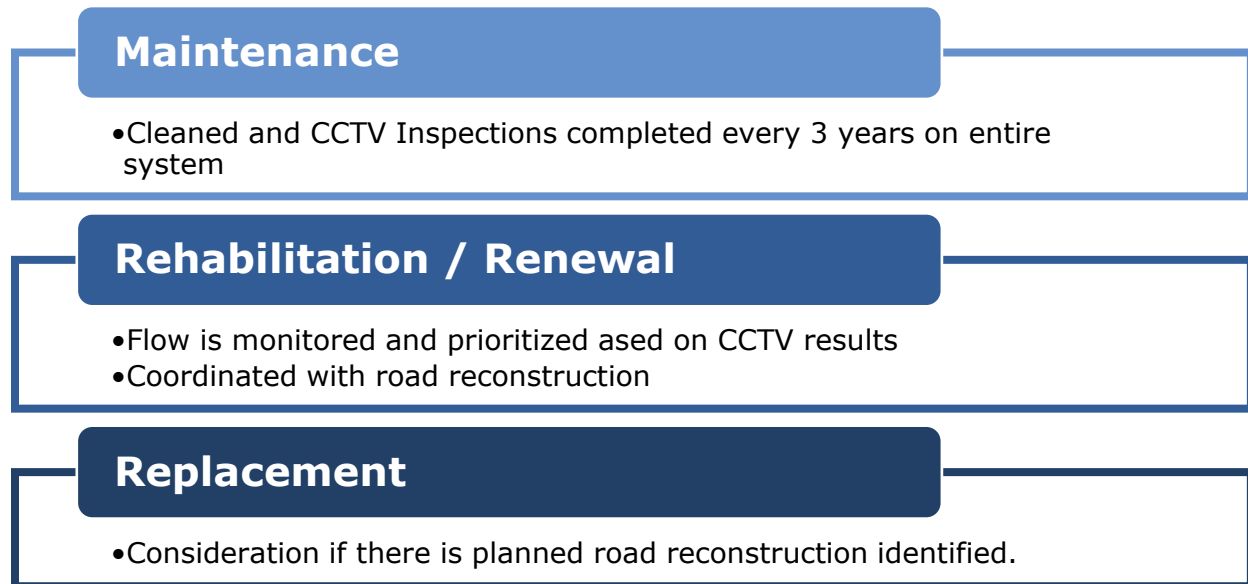 Maintenance
•Cleaned and CCTV Inspections completed every 3 years on entire
system
Rehabilitation / Renewal
•Flow is monitored and prioritized ased on CCTV results
•Coordinated with road reconstruction
Replacement
•Consideration if there is planned road reconstruction identified.